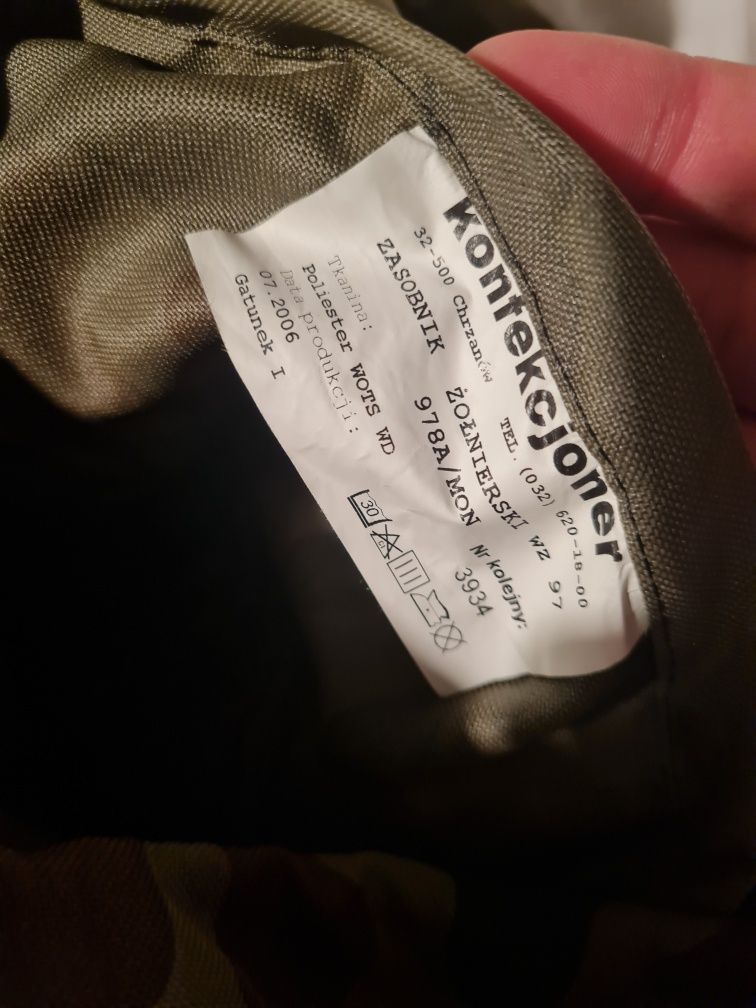 konfekcjoner
32-500 Chrzanów TEL. (032) 620-18-00
ZASOBNIK ŻOŁNIERSKI WZ 97
978A/MON Nr kolejny:
3934
Tkanina:
Poliester WOTS WD
Data produkcji:
07.2006
Gatunek I
30